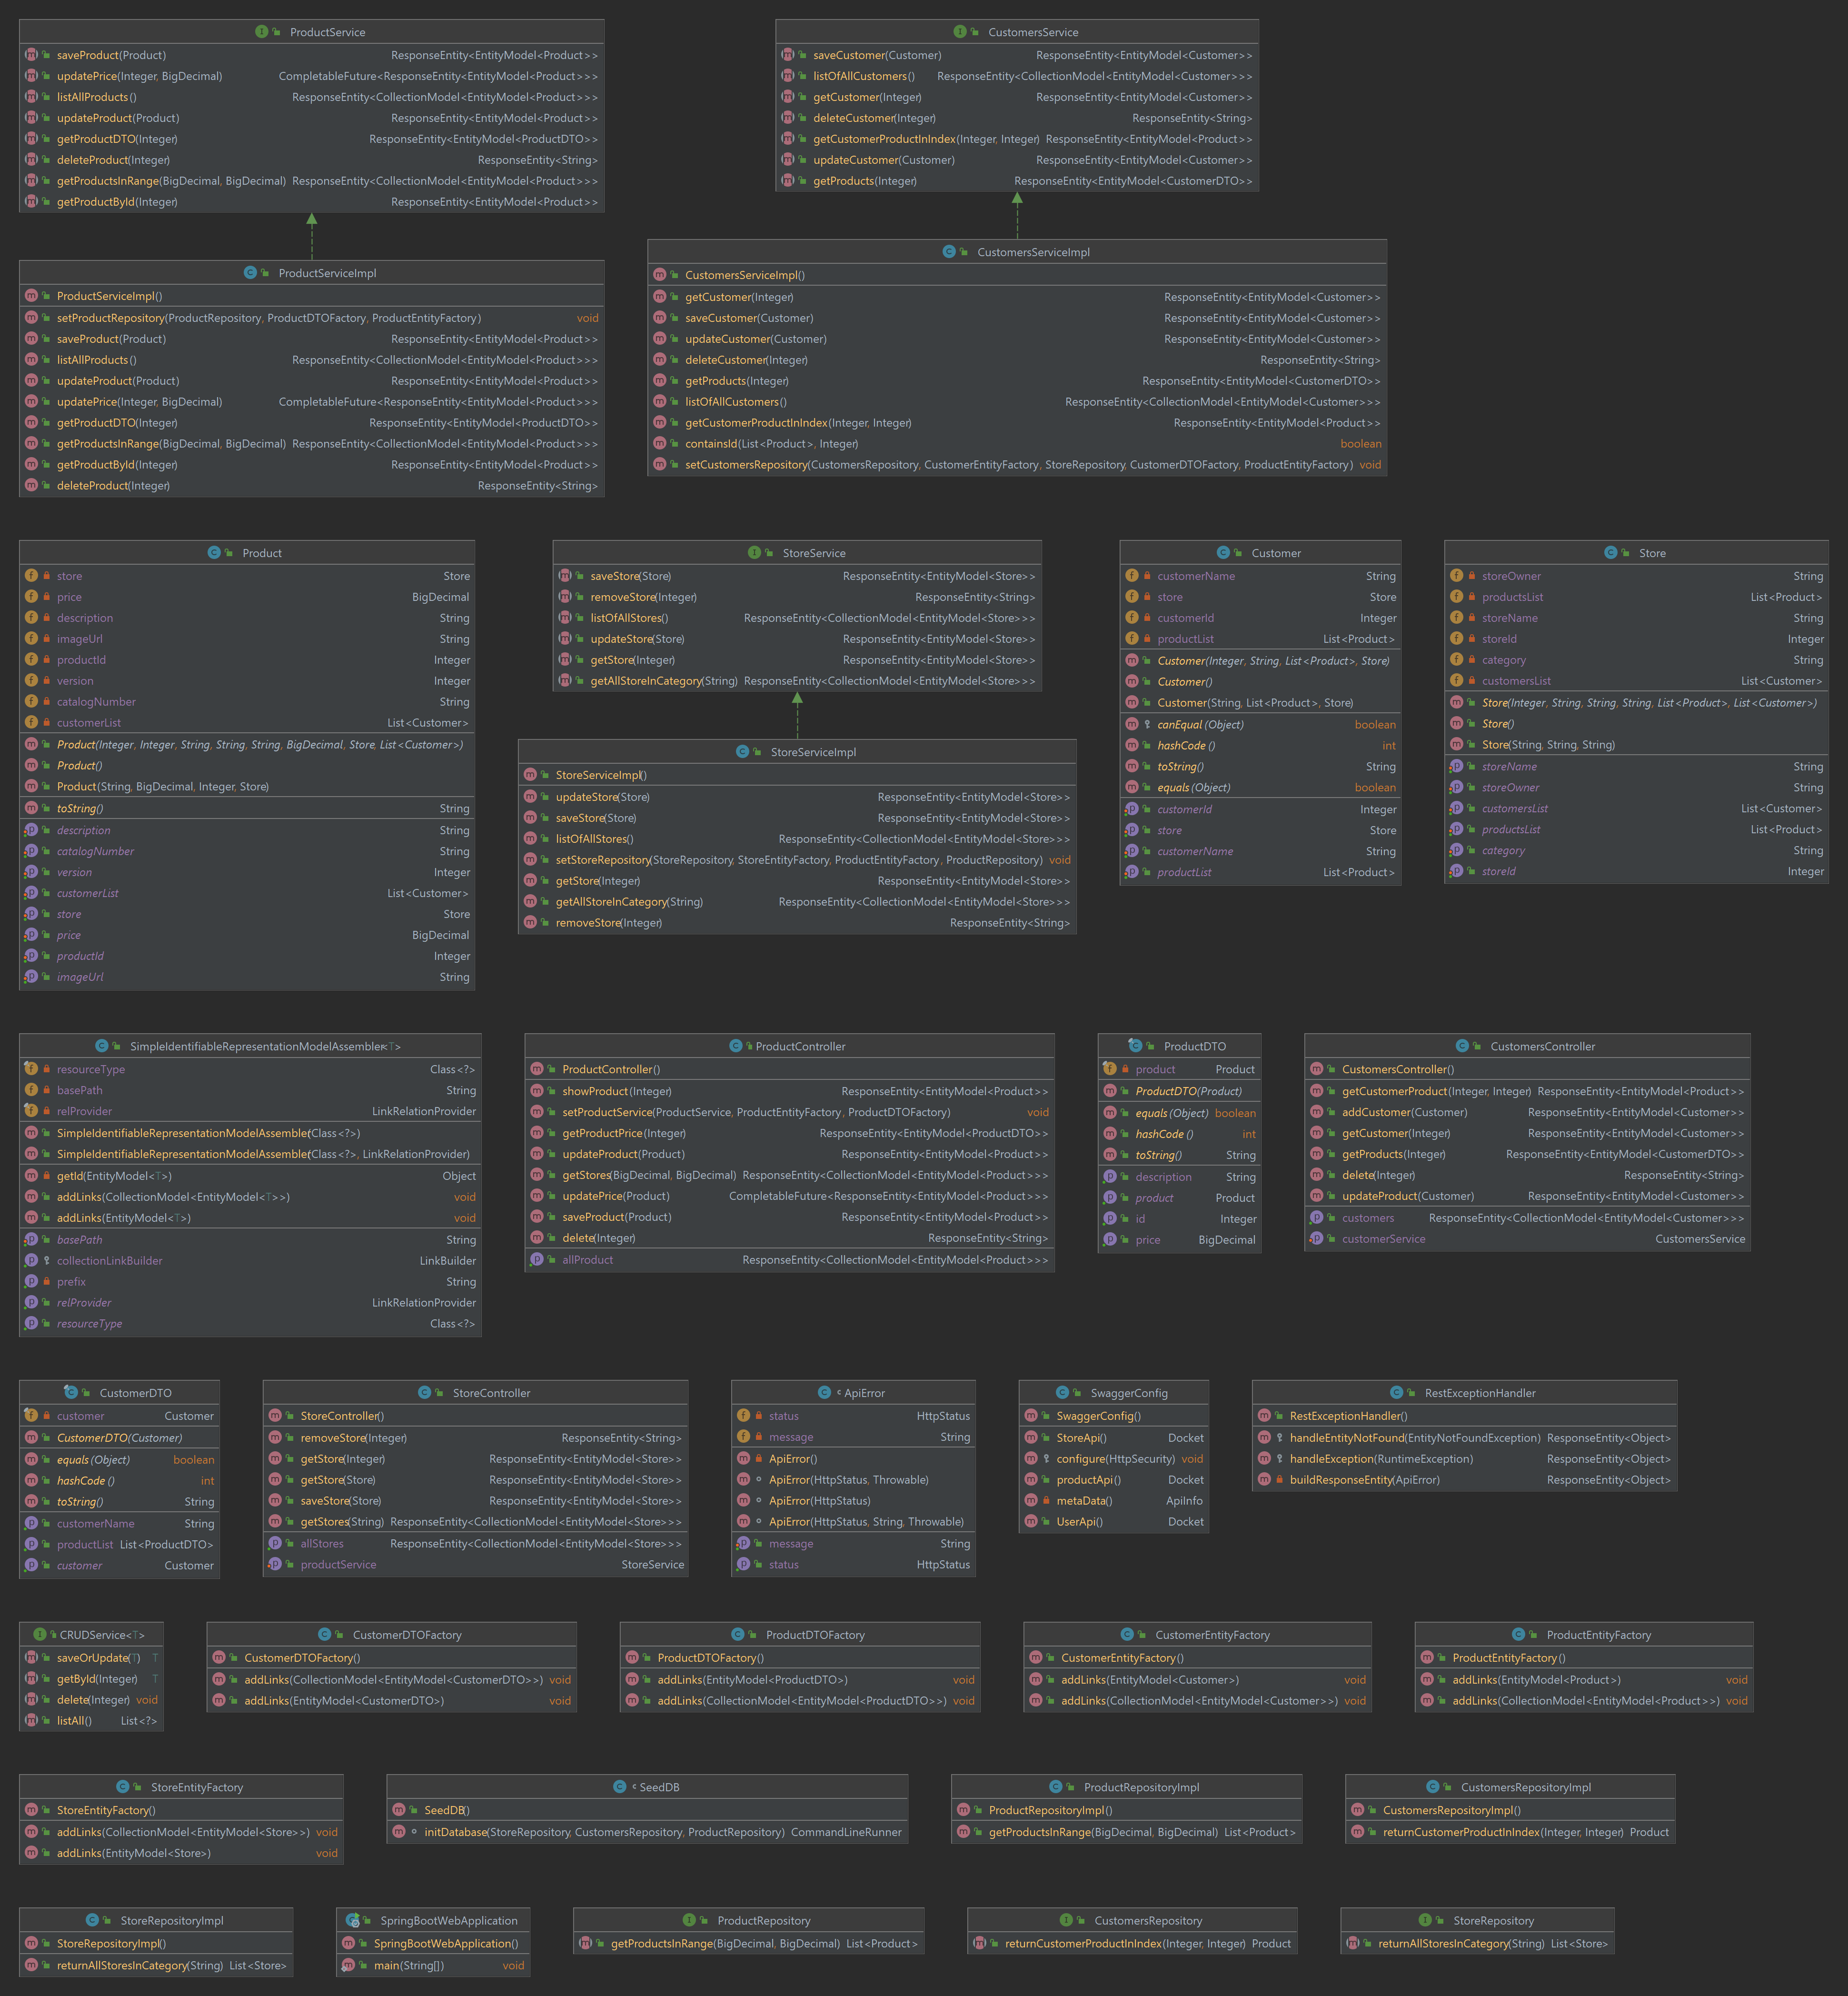 ProductService
saveProduct(Product) ResponseEntity<EntityModel<Product>>
updatePrice(Integer, BigDecimal) CompletableFuture<ResponseEntity<EntityModel<Product>>>
listAllProducts() ResponseEntity<CollectionModel<EntityModel<Product>>>
updateProduct(Product) ResponseEntity<EntityModel<Product>>
getProductDTO(Integer) ResponseEntity<EntityModel<ProductDTO>>
deleteProduct(Integer) ResponseEntity<String>
getProductsInRange(BigDecimal, BigDecimal) ResponseEntity<CollectionModel<EntityModel<Product>>>
getProductById(Integer) ResponseEntity<EntityModel<Product>>
CustomersService
saveCustomer(Customer) ResponseEntity<EntityModel<Customer>>
listOfAllCustomers() ResponseEntity<CollectionModel<EntityModel<Customer>>>
getCustomer(Integer) ResponseEntity<EntityModel<Customer>>
deleteCustomer(Integer) ResponseEntity<String>
getCustomerProductInIndex(Integer, Integer) ResponseEntity<EntityModel<Product>>
updateCustomer(Customer) ResponseEntity<EntityModel<Customer>>
getProducts(Integer) ResponseEntity<EntityModel<CustomerDTO>>
ProductServiceImpl
ProductServiceImpl()
setProductRepository(ProductRepository, ProductDTOFactory, ProductEntityFactory) void
saveProduct(Product) ResponseEntity<EntityModel<Product>>
listAllProducts() ResponseEntity<CollectionModel<EntityModel<Product>>>
updateProduct(Product) ResponseEntity<EntityModel<Product>>
updatePrice(Integer, BigDecimal) CompletableFuture<ResponseEntity<EntityModel<Product>>>
getProductDTO(Integer) ResponseEntity<EntityModel<ProductDTO>>
getProductsInRange(BigDecimal, BigDecimal) ResponseEntity<CollectionModel<EntityModel<Product>>>
getProductById(Integer) ResponseEntity<EntityModel<Product>>
deleteProduct(Integer) ResponseEntity<String>
CustomersServiceImpl
CustomersServiceImpl()
getCustomer(Integer) ResponseEntity<EntityModel<Customer>>
saveCustomer(Customer) ResponseEntity<EntityModel<Customer>>
updateCustomer(Customer) ResponseEntity<EntityModel<Customer>>
deleteCustomer(Integer) ResponseEntity<String>
getProducts(Integer) ResponseEntity<EntityModel<CustomerDTO>>
listOfAllCustomers() ResponseEntity<CollectionModel<EntityModel<Customer>>>
getCustomerProductInIndex(Integer, Integer) ResponseEntity<EntityModel<Product>>
containsId(List<Product>, Integer) boolean
setCustomersRepository(CustomersRepository, CustomerEntityFactory, StoreRepository, CustomerDTOFactory, ProductEntityFactory) void
Product
store Store
price BigDecimal
description String
imageUrl String
productId Integer
version Integer
catalogNumber String
customerList List<Customer>
Product(Integer, Integer, String, String, String, BigDecimal, Store, List<Customer>)
Product()
Product(String, BigDecimal, Integer, Store)
toString() String
description String
catalogNumber String
version Integer
customerList List<Customer>
store Store
price BigDecimal
productId Integer
imageUrl String
StoreService
saveStore(Store) ResponseEntity<EntityModel<Store>>
removeStore(Integer) ResponseEntity<String>
listOfAllStores() ResponseEntity<CollectionModel<EntityModel<Store>>>
updateStore(Store) ResponseEntity<EntityModel<Store>>
getStore(Integer) ResponseEntity<EntityModel<Store>>
getAllStoreInCategory(String) ResponseEntity<CollectionModel<EntityModel<Store>>>
StoreServiceImpl
StoreServiceImpl()
updateStore(Store) ResponseEntity<EntityModel<Store>>
saveStore(Store) ResponseEntity<EntityModel<Store>>
listOfAllStores() ResponseEntity<CollectionModel<EntityModel<Store>>>
setStoreRepository(StoreRepository, StoreEntityFactory, ProductEntityFactory, ProductRepository) void
getStore(Integer) ResponseEntity<EntityModel<Store>>
getAllStoreInCategory(String) ResponseEntity<CollectionModel<EntityModel<Store>>>
removeStore(Integer) ResponseEntity<String>
Customer
customerName String
store Store
customerId Integer
productList List<Product>
Customer(Integer, String, List<Product>, Store)
Customer()
Customer(String, List<Product>, Store)
canEqual(Object) boolean
hashCode() int
toString() String
equals(Object) boolean
customerId Integer
store Store
customerName String
productList List<Product>
Store
storeOwner String
productsList List<Product>
storeName String
storeId Integer
category String
customersList List<Customer>
Store(Integer, String, String, String, List<Product>, List<Customer>)
Store()
Store(String, String, String)
storeName String
storeOwner String
customersList List<Customer>
productsList List<Product>
category String
storeId Integer
SimpleIdentifiableRepresentationModelAssembler<T>
resourceType Class<?>
basePath String
relProvider LinkRelationProvider
SimpleIdentifiableRepresentationModelAssembler(Class<?>)
SimpleIdentifiableRepresentationModelAssembler(Class<?>, LinkRelationProvider)
getId(EntityModel<T>) Object
addLinks(CollectionModel<EntityModel<T>>) void
addLinks(EntityModel<T>) void
basePath String
collectionLinkBuilder LinkBuilder
prefix String
relProvider LinkRelationProvider
resourceType Class<?>
ProductController
ProductController()
showProduct(Integer) ResponseEntity<EntityModel<Product>>
setProductService(ProductService, ProductEntityFactory, ProductDTOFactory) void
getProductPrice(Integer) ResponseEntity<EntityModel<ProductDTO>>
updateProduct(Product) ResponseEntity<EntityModel<Product>>
getStores(BigDecimal, BigDecimal) ResponseEntity<CollectionModel<EntityModel<Product>>>
updatePrice(Product) CompletableFuture<ResponseEntity<EntityModel<Product>>>
saveProduct(Product) ResponseEntity<EntityModel<Product>>
delete(Integer) ResponseEntity<String>
allProduct ResponseEntity<CollectionModel<EntityModel<Product>>>
ProductDTO
product Product
ProductDTO(Product)
equals(Object) boolean
hashCode() int
toString() String
description String
product Product
id Integer
price BigDecimal
CustomersController
CustomersController()
getCustomerProduct(Integer, Integer) ResponseEntity<EntityModel<Product>>
addCustomer(Customer) ResponseEntity<EntityModel<Customer>>
getCustomer(Integer) ResponseEntity<EntityModel<Customer>>
getProducts(Integer) ResponseEntity<EntityModel<CustomerDTO>>
delete(Integer) ResponseEntity<String>
updateProduct(Customer) ResponseEntity<EntityModel<Customer>>
customers ResponseEntity<CollectionModel<EntityModel<Customer>>>
customerService CustomersService
CustomerDTO
customer Customer
CustomerDTO(Customer)
equals(Object) boolean
hashCode() int
toString() String
customerName String
productList List<ProductDTO>
customer Customer
StoreController
StoreController()
removeStore(Integer) ResponseEntity<String>
getStore(Integer) ResponseEntity<EntityModel<Store>>
getStore(Store) ResponseEntity<EntityModel<Store>>
saveStore(Store) ResponseEntity<EntityModel<Store>>
getStores(String) ResponseEntity<CollectionModel<EntityModel<Store>>>
allStores ResponseEntity<CollectionModel<EntityModel<Store>>>
productService StoreService
ApiError
status HttpStatus
message String
ApiError()
ApiError(HttpStatus, Throwable)
ApiError(HttpStatus)
ApiError(HttpStatus, String, Throwable)
message String
status HttpStatus
SwaggerConfig
SwaggerConfig()
StoreApi() Docket
configure(HttpSecurity) void
productApi() Docket
metaData() ApiInfo
UserApi() Docket
RestExceptionHandler
RestExceptionHandler()
handleEntityNotFound(EntityNotFoundException) ResponseEntity<Object>
handleException(RuntimeException) ResponseEntity<Object>
buildResponseEntity(ApiError) ResponseEntity<Object>
CRUDService<T>
saveOrUpdate(T) T
getById(Integer) T
delete(Integer) void
listAll() List<?>
CustomerDTOFactory
CustomerDTOFactory()
addLinks(CollectionModel<EntityModel<CustomerDTO>>) void
addLinks(EntityModel<CustomerDTO>) void
ProductDTOFactory
ProductDTOFactory()
addLinks(EntityModel<ProductDTO>) void
addLinks(CollectionModel<EntityModel<ProductDTO>>) void
CustomerEntityFactory
CustomerEntityFactory()
addLinks(EntityModel<Customer>) void
addLinks(CollectionModel<EntityModel<Customer>>) void
ProductEntityFactory
ProductEntityFactory()
addLinks(EntityModel<Product>) void
addLinks(CollectionModel<EntityModel<Product>>) void
StoreEntityFactory
StoreEntityFactory()
addLinks(CollectionModel<EntityModel<Store>>) void
addLinks(EntityModel<Store>) void
SeedDB
SeedDB()
initDatabase(StoreRepository, CustomersRepository, ProductRepository) CommandLineRunner
ProductRepositoryImpl
ProductRepositoryImpl()
getProductsInRange(BigDecimal, BigDecimal) List<Product>
CustomersRepositoryImpl
CustomersRepositoryImpl()
returnCustomerProductInIndex(Integer, Integer) Product
StoreRepositoryImpl
StoreRepositoryImpl()
returnAllStoresInCategory(String) List<Store>
SpringBootWebApplication
SpringBootWebApplication()
main(String[]) void
ProductRepository
getProductsInRange(BigDecimal, BigDecimal) List<Product>
CustomersRepository
returnCustomerProductInIndex(Integer, Integer) Product
StoreRepository
returnAllStoresInCategory(String) List<Store>